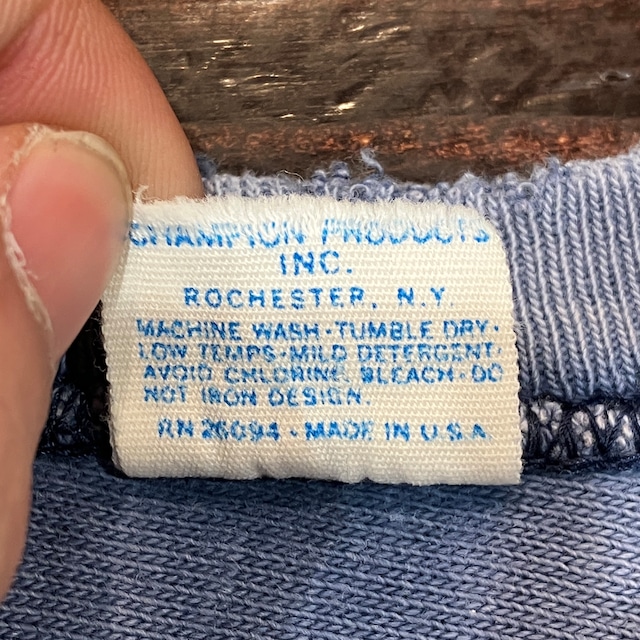 CHAMPION PRODUCTS
INC.
ROCHESTER, N.Y.
MACHINE WASH·TUMBLE DRY·
LOW TEMPS·MILD DETERGENT·
AVOID CHLORINE BLEACH·DO
NOT IRON DESIGN.
RN 26094 · MADE IN U.S.A.